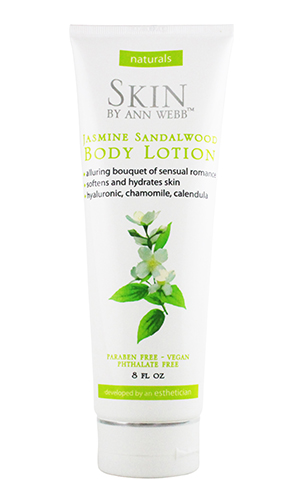 naturals
SKIN
BY ANN WEBB™
JASMINE SANDALWOOD
BODY LOTION
• alluring bouquet of sensual romance
• softens and hydrates skin
• hyaluronic, chamomile, calendula
PARABEN FREE - VEGAN
PHTHALATE FREE
8 FL OZ
developed by an esthetician